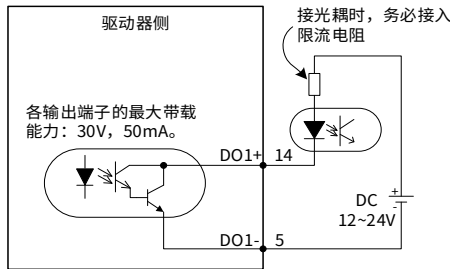 驱动器侧
接光耦时，务必接入
限流电阻
各输出端子的最大带载
能力：30V，50mA。
DO1+ 14
DC
12~24V
+
-
DO1- 5